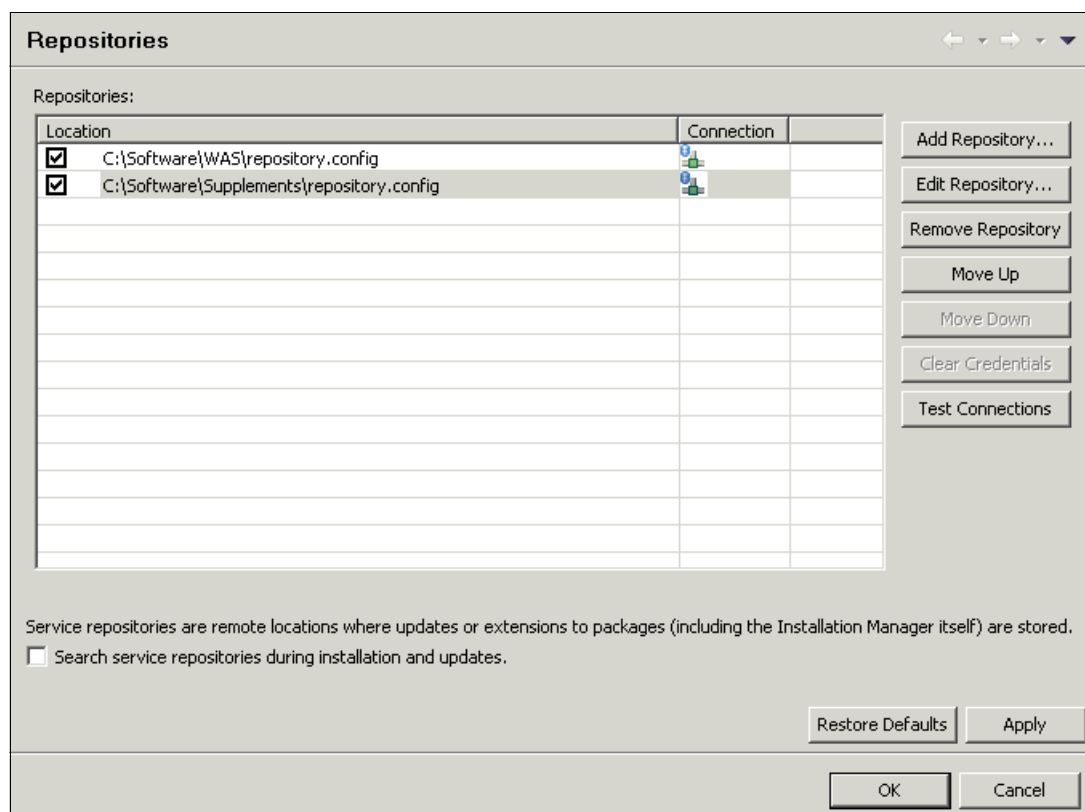 Repositories
Repositories:
Location Connection
C:\Software\WAS\repository.config
C:\Software\Supplements\repository.config
Add Repository...
Edit Repository...
Remove Repository
Move Up
Move Down
Clear Credentials
Test Connections
Service repositories are remote locations where updates or extensions to packages (including the Installation Manager itself) are stored.
Search service repositories during installation and updates.
Restore Defaults Apply
OK Cancel